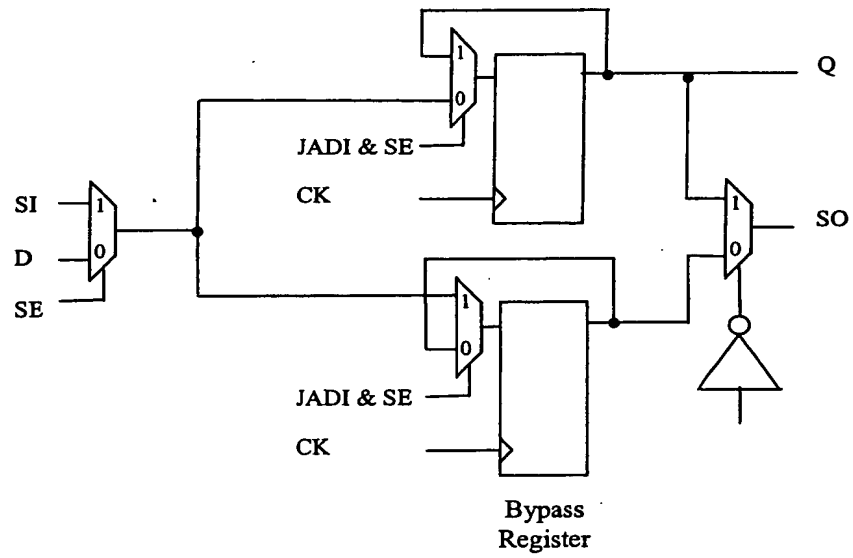 Q
1
0
JADI & SE
CK
SI
1
D
0
SE
1
SO
0
1
0
JADI & SE
CK
Bypass
Register